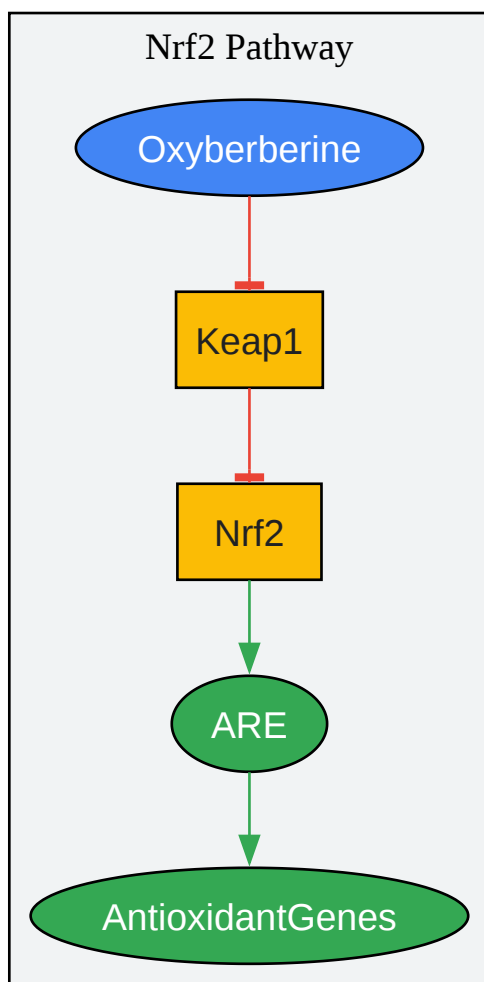 Nrf2 Pathway
Oxyberberine
Keap1
Nrf2
ARE
AntioxidantGenes